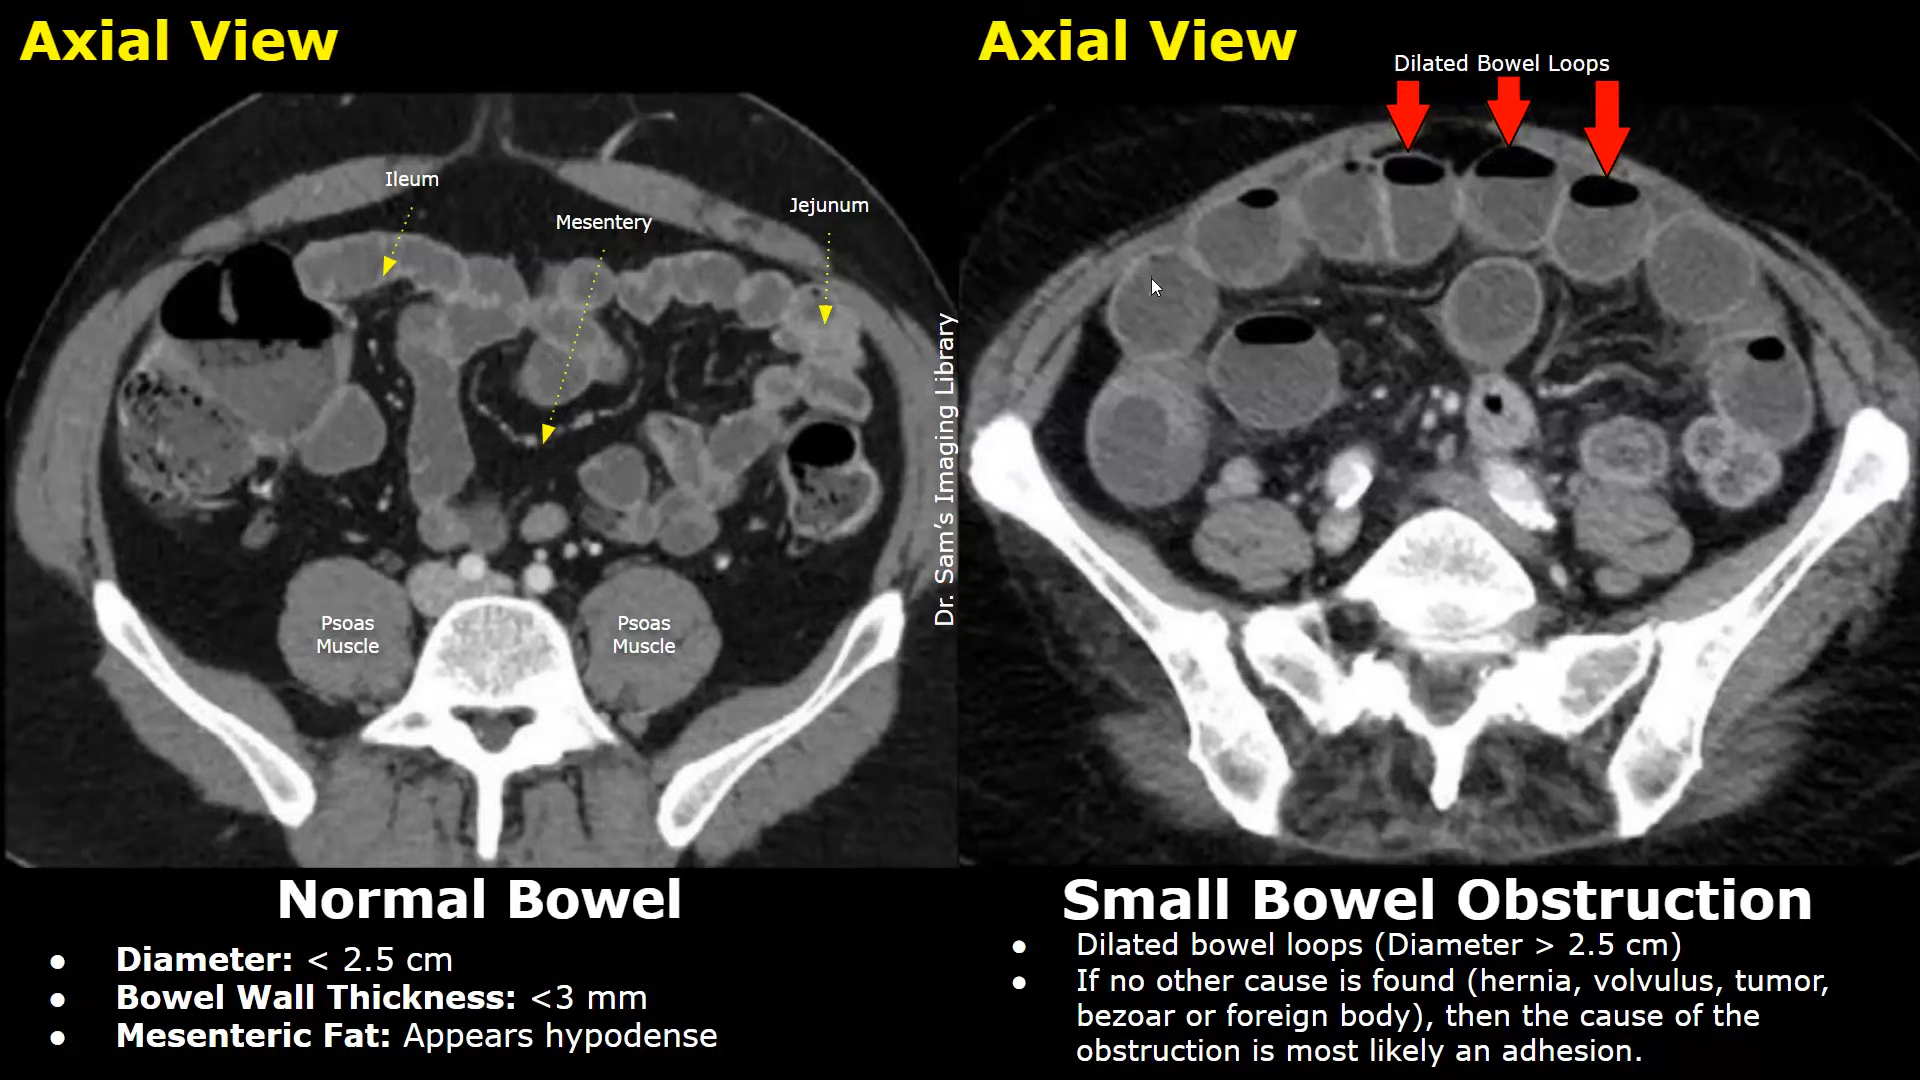 Axial View
Ileum
Mesentery
Jejunum
Psoas
Muscle
Psoas
Muscle
Normal Bowel
● Diameter: < 2.5 cm
● Bowel Wall Thickness: <3 mm
● Mesenteric Fat: Appears hypodense
Dr. Sam’s Imaging Library
Axial View
Dilated Bowel Loops
Small Bowel Obstruction
● Dilated bowel loops (Diameter > 2.5 cm)
● If no other cause is found (hernia, volvulus, tumor,
bezoar or foreign body), then the cause of the
obstruction is most likely an adhesion.